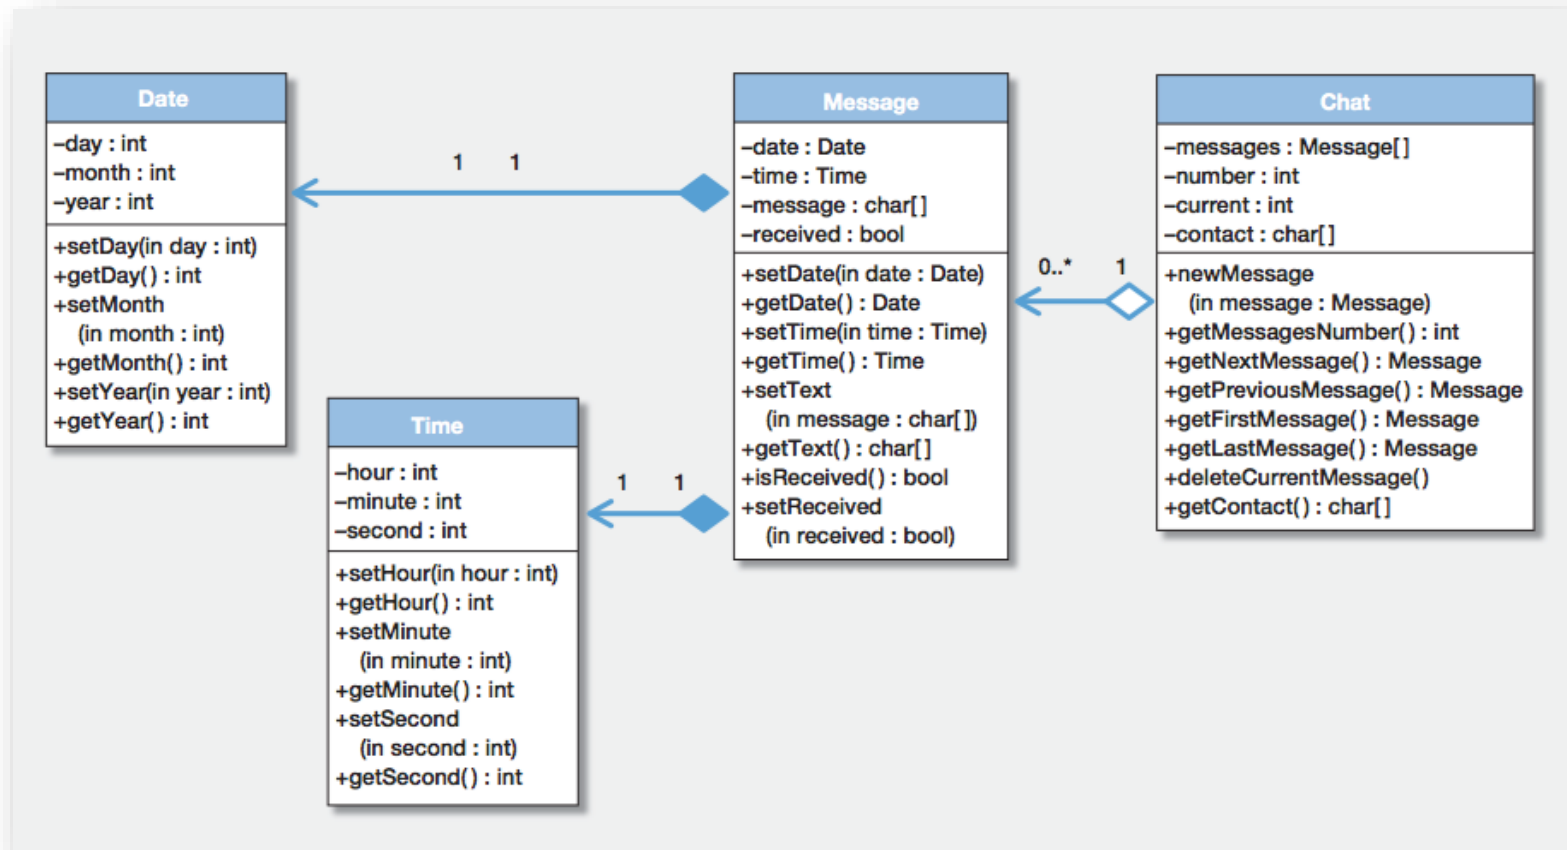 Date
–day : int
–month : int
–year : int
+setDay(in day : int)
+getDay() : int
+setMonth
(in month : int)
+getMonth() : int
+setYear(in year : int)
+getYear() : int
1 1
Time
–hour : int
–minute : int
–second : int
+setHour(in hour : int)
+getHour() : int
+setMinute
(in minute : int)
+getMinute() : int
+setSecond
(in second : int)
+getSecond() : int
1 1
Message
–date : Date
–time : Time
–message : char[]
–received : bool
+setDate(in date : Date)
+getDate() : Date
+setTime(in time : Time)
+getTime() : Time
+setText
(in message : char[])
+getText() : char[]
+isReceived() : bool
+setReceived
(in received : bool)
0..* 1
Chat
–messages : Message[]
–number : int
–current : int
–contact : char[]
+newMessage
(in message : Message)
+getMessagesNumber() : int
+getNextMessage() : Message
+getPreviousMessage() : Message
+getFirstMessage() : Message
+getLastMessage() : Message
+deleteCurrentMessage()
+getContact() : char[]